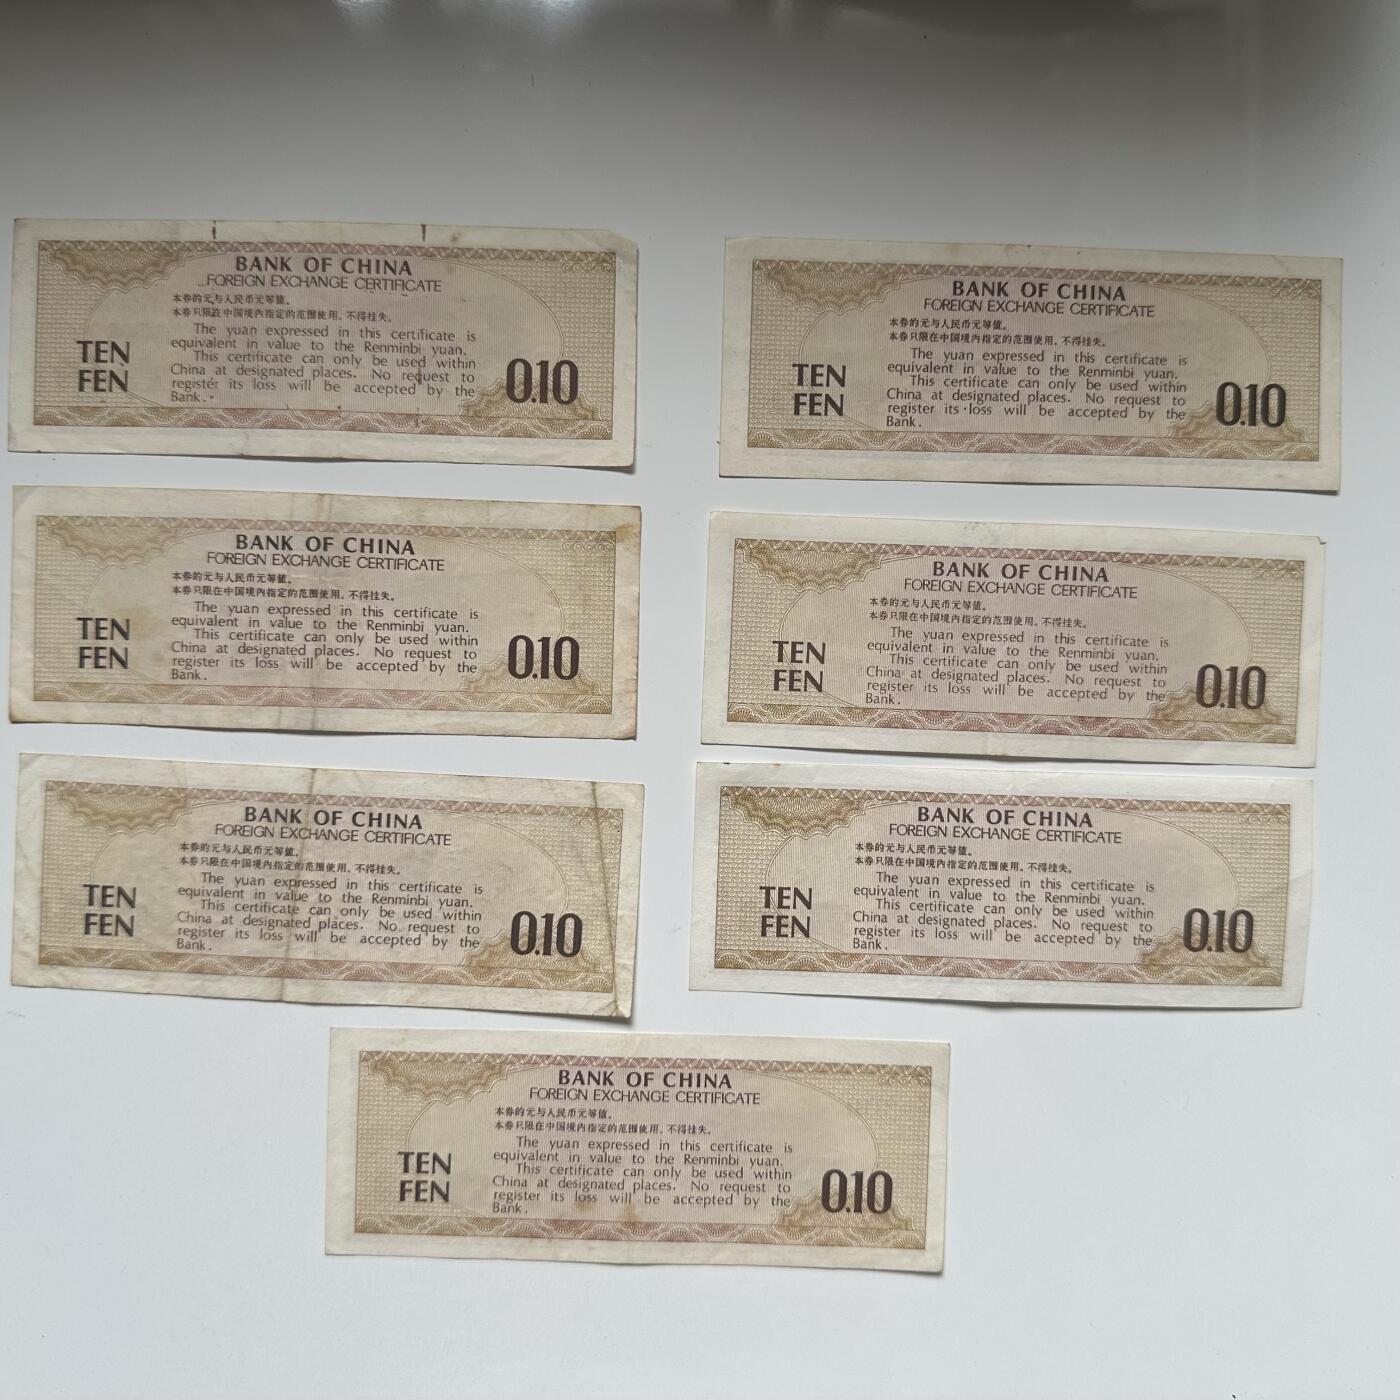 BANK OF CHINA
FOREIGN EXCHANGE CERTIFICATE
本券的元与人民币元等值。
本券只限在中国境内指定的范围使用。不得挂失。
The yuan expressed in this certificate is
equivalent in value to the Renminbi yuan.
This certificate can only be used within
China at designated places. No request to
register its loss will be accepted by the
Bank.
TEN
FEN
0.10
BANK OF CHINA
FOREIGN EXCHANGE CERTIFICATE
本券的元与人民币元等值。
本券只限在中国境内指定的范围使用。不得挂失。
The yuan expressed in this certificate is
equivalent in value to the Renminbi yuan.
This certificate can only be used within
China at designated places. No request to
register its loss will be accepted by the
Bank.
TEN
FEN
0.10
BANK OF CHINA
FOREIGN EXCHANGE CERTIFICATE
本券的元与人民币元等值。
本券只限在中国境内指定的范围使用。不得挂失。
The yuan expressed in this certificate is
equivalent in value to the Renminbi yuan.
This certificate can only be used within
China at designated places. No request to
register its loss will be accepted by the
Bank.
TEN
FEN
0.10
BANK OF CHINA
FOREIGN EXCHANGE CERTIFICATE
本券的元与人民币元等值。
本券只限在中国境内指定的范围使用。不得挂失。
The yuan expressed in this certificate is
equivalent in value to the Renminbi yuan.
This certificate can only be used within
China at designated places. No request to
register its loss will be accepted by the
Bank.
TEN
FEN
0.10
BANK OF CHINA
FOREIGN EXCHANGE CERTIFICATE
本券的元与人民币元等值。
本券只限在中国境内指定的范围使用。不得挂失。
The yuan expressed in this certificate is
equivalent in value to the Renminbi yuan.
This certificate can only be used within
China at designated places. No request to
register its loss will be accepted by the
Bank.
TEN
FEN
0.10
BANK OF CHINA
FOREIGN EXCHANGE CERTIFICATE
本券的元与人民币元等值。
本券只限在中国境内指定的范围使用。不得挂失。
The yuan expressed in this certificate is
equivalent in value to the Renminbi yuan.
This certificate can only be used within
China at designated places. No request to
register its loss will be accepted by the
Bank.
TEN
FEN
0.10
BANK OF CHINA
FOREIGN EXCHANGE CERTIFICATE
本券的元与人民币元等值。
本券只限在中国境内指定的范围使用。不得挂失。
The yuan expressed in this certificate is
equivalent in value to the Renminbi yuan.
This certificate can only be used within
China at designated places. No request to
register its loss will be accepted by the
Bank.
TEN
FEN
0.10